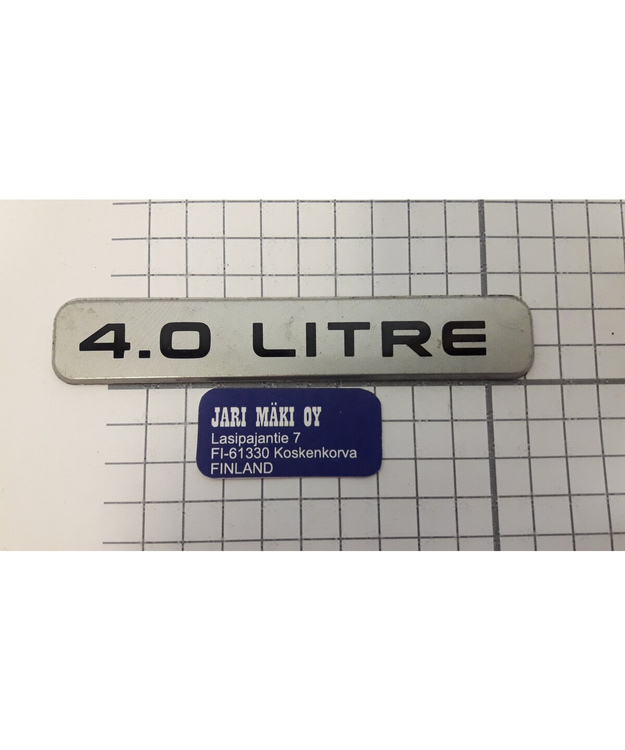 4.0 LITRE
JARI MÄKI OY
Lasipajantie 7
FI-61330 Koskenkorva
FINLAND